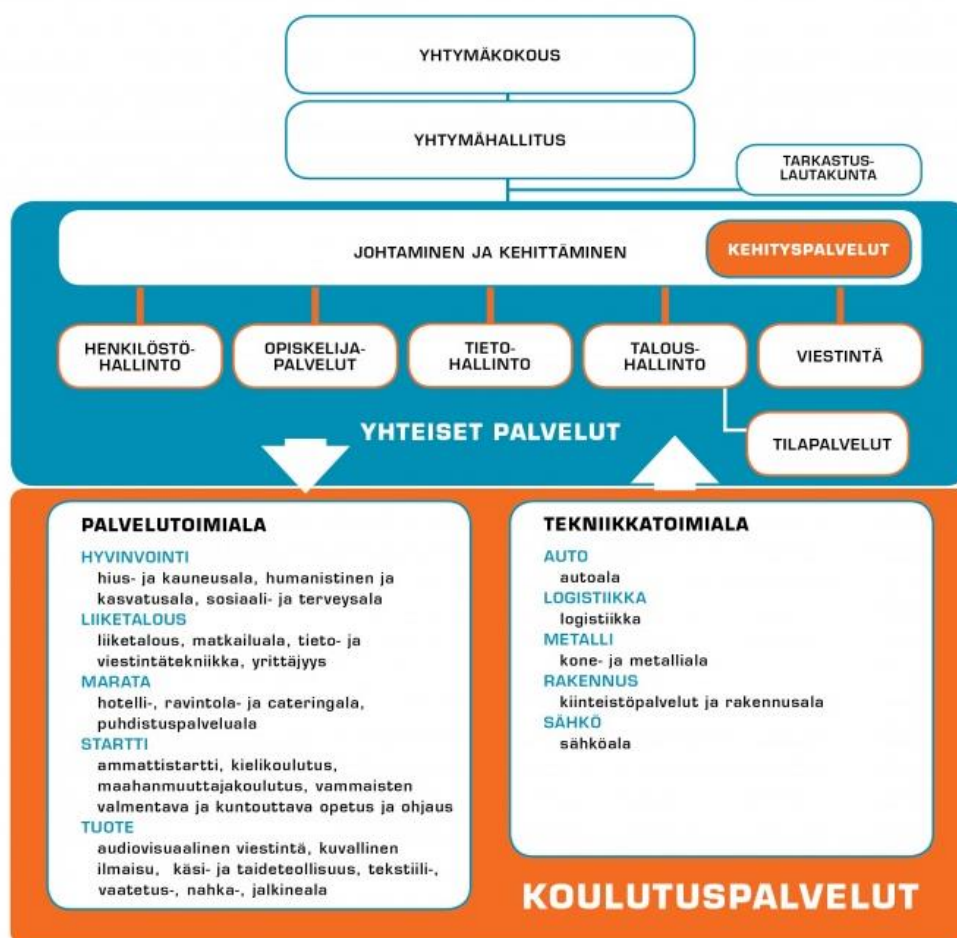 YHTYMÄKOKOUS
YHTYMÄHALLITUS
TARKASTUS-
LAUTAKUNTA
JOHTAMINEN JA KEHITTÄMINEN
KEHITYSPALVELUT
HENKILÖSTÖ-
HALLINTO
OPISKELIJA-
PALVELUT
TIETO-
HALLINTO
TALOUS-
HALLINTO
VIESTINTÄ
YHTEISET PALVELUT
TILAPALVELUT
PALVELUTOIMIALA
HYVINVOINTI
hius- ja kauneusala, humanistinen ja
kasvatusala, sosiaali- ja terveysala
LIIKETALOUS
liiketalous, matkailuala, tieto- ja
viestintätekniikka, yrittäjyys
MARATA
hotelli-, ravintola- ja cateringala,
puhdistuspalveluala
STARTTI
ammattistartti, kielikoulutus,
maahanmuuttajakoulutus, vammaisten
valmentava ja kuntouttava opetus ja ohjaus
TUOTE
audiovisuaalinen viestintä, kuvallinen
ilmaisu, käsi- ja taideteollisuus, tekstiili-,
vaatetus-, nahka-, jalkineala
TEKNIIKKATOIMIALA
AUTO
autoala
LOGISTIIKKA
logistiikka
METALLI
kone- ja metalliala
RAKENNUS
kiinteistöpalvelut ja rakennusala
SÄHKÖ
sähköala
KOULUTUSPALVELUT